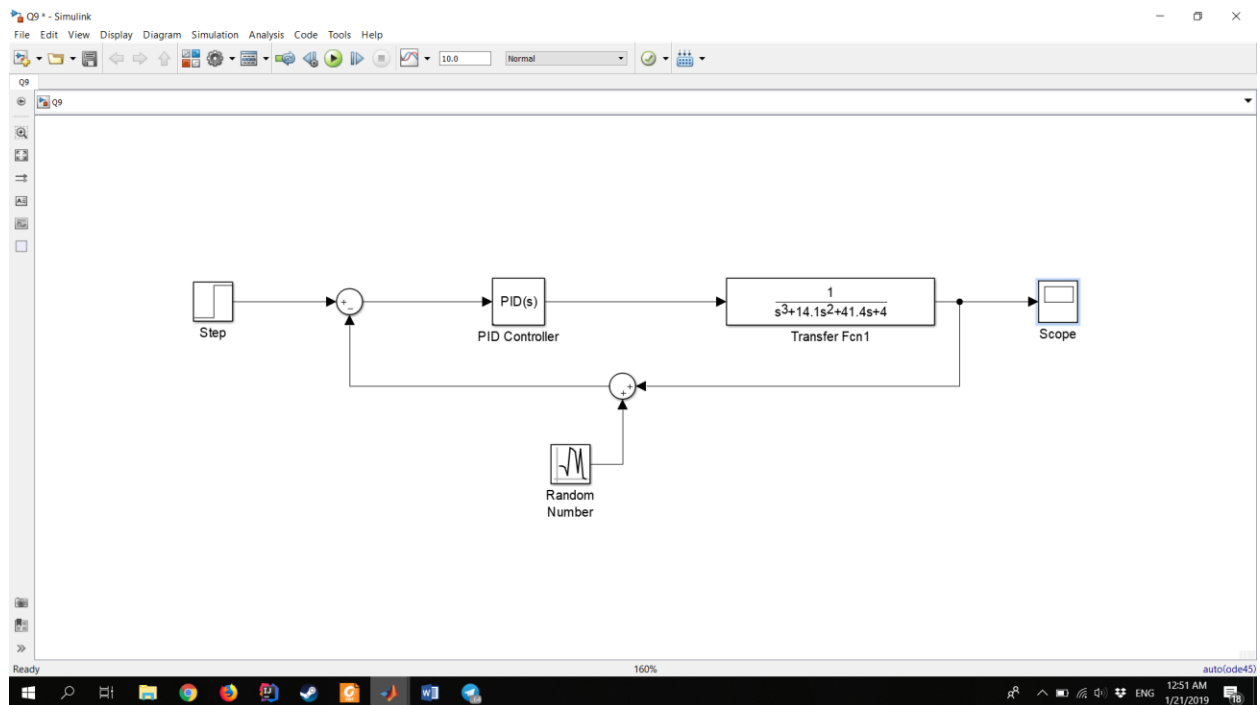 Q9 * - Simulink
File Edit View Display Diagram Simulation Analysis Code Tools Help
10.0 Normal
Q9
Q9
PID(s)
1
s3+14.1s2+41.4s+4
Step
PID Controller
Transfer Fcn1
Scope
Random
Number
Ready 160% auto(ode45)
ENG 12:51 AM
1/21/2019 18